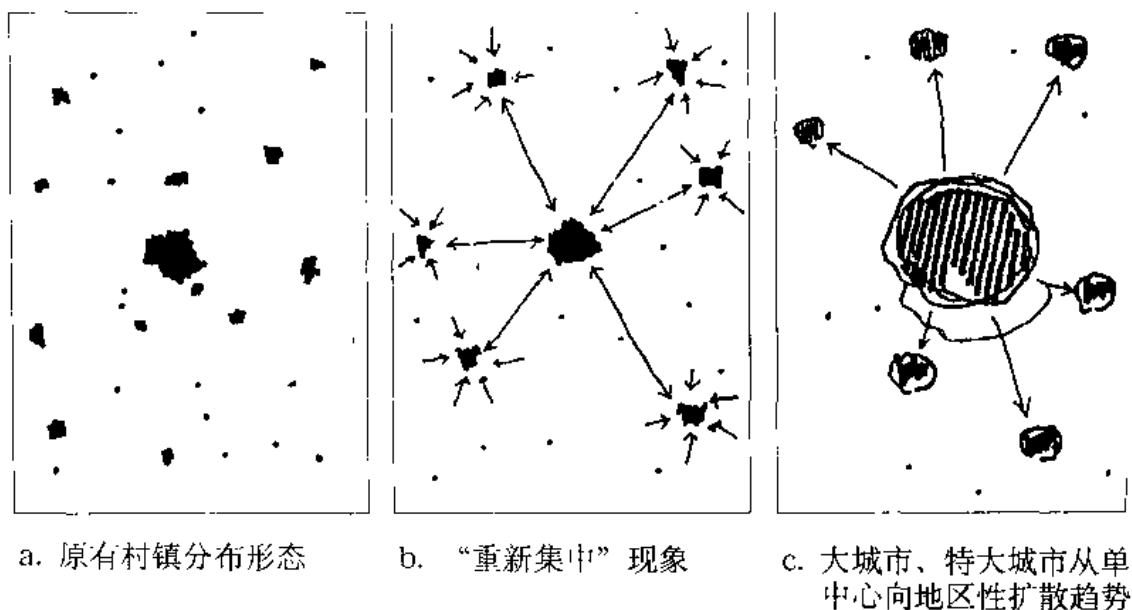 a. 原有村镇分布形态
b. “重新集中”现象
c. 大城市、特大城市从单
中心向地区性扩散趋势